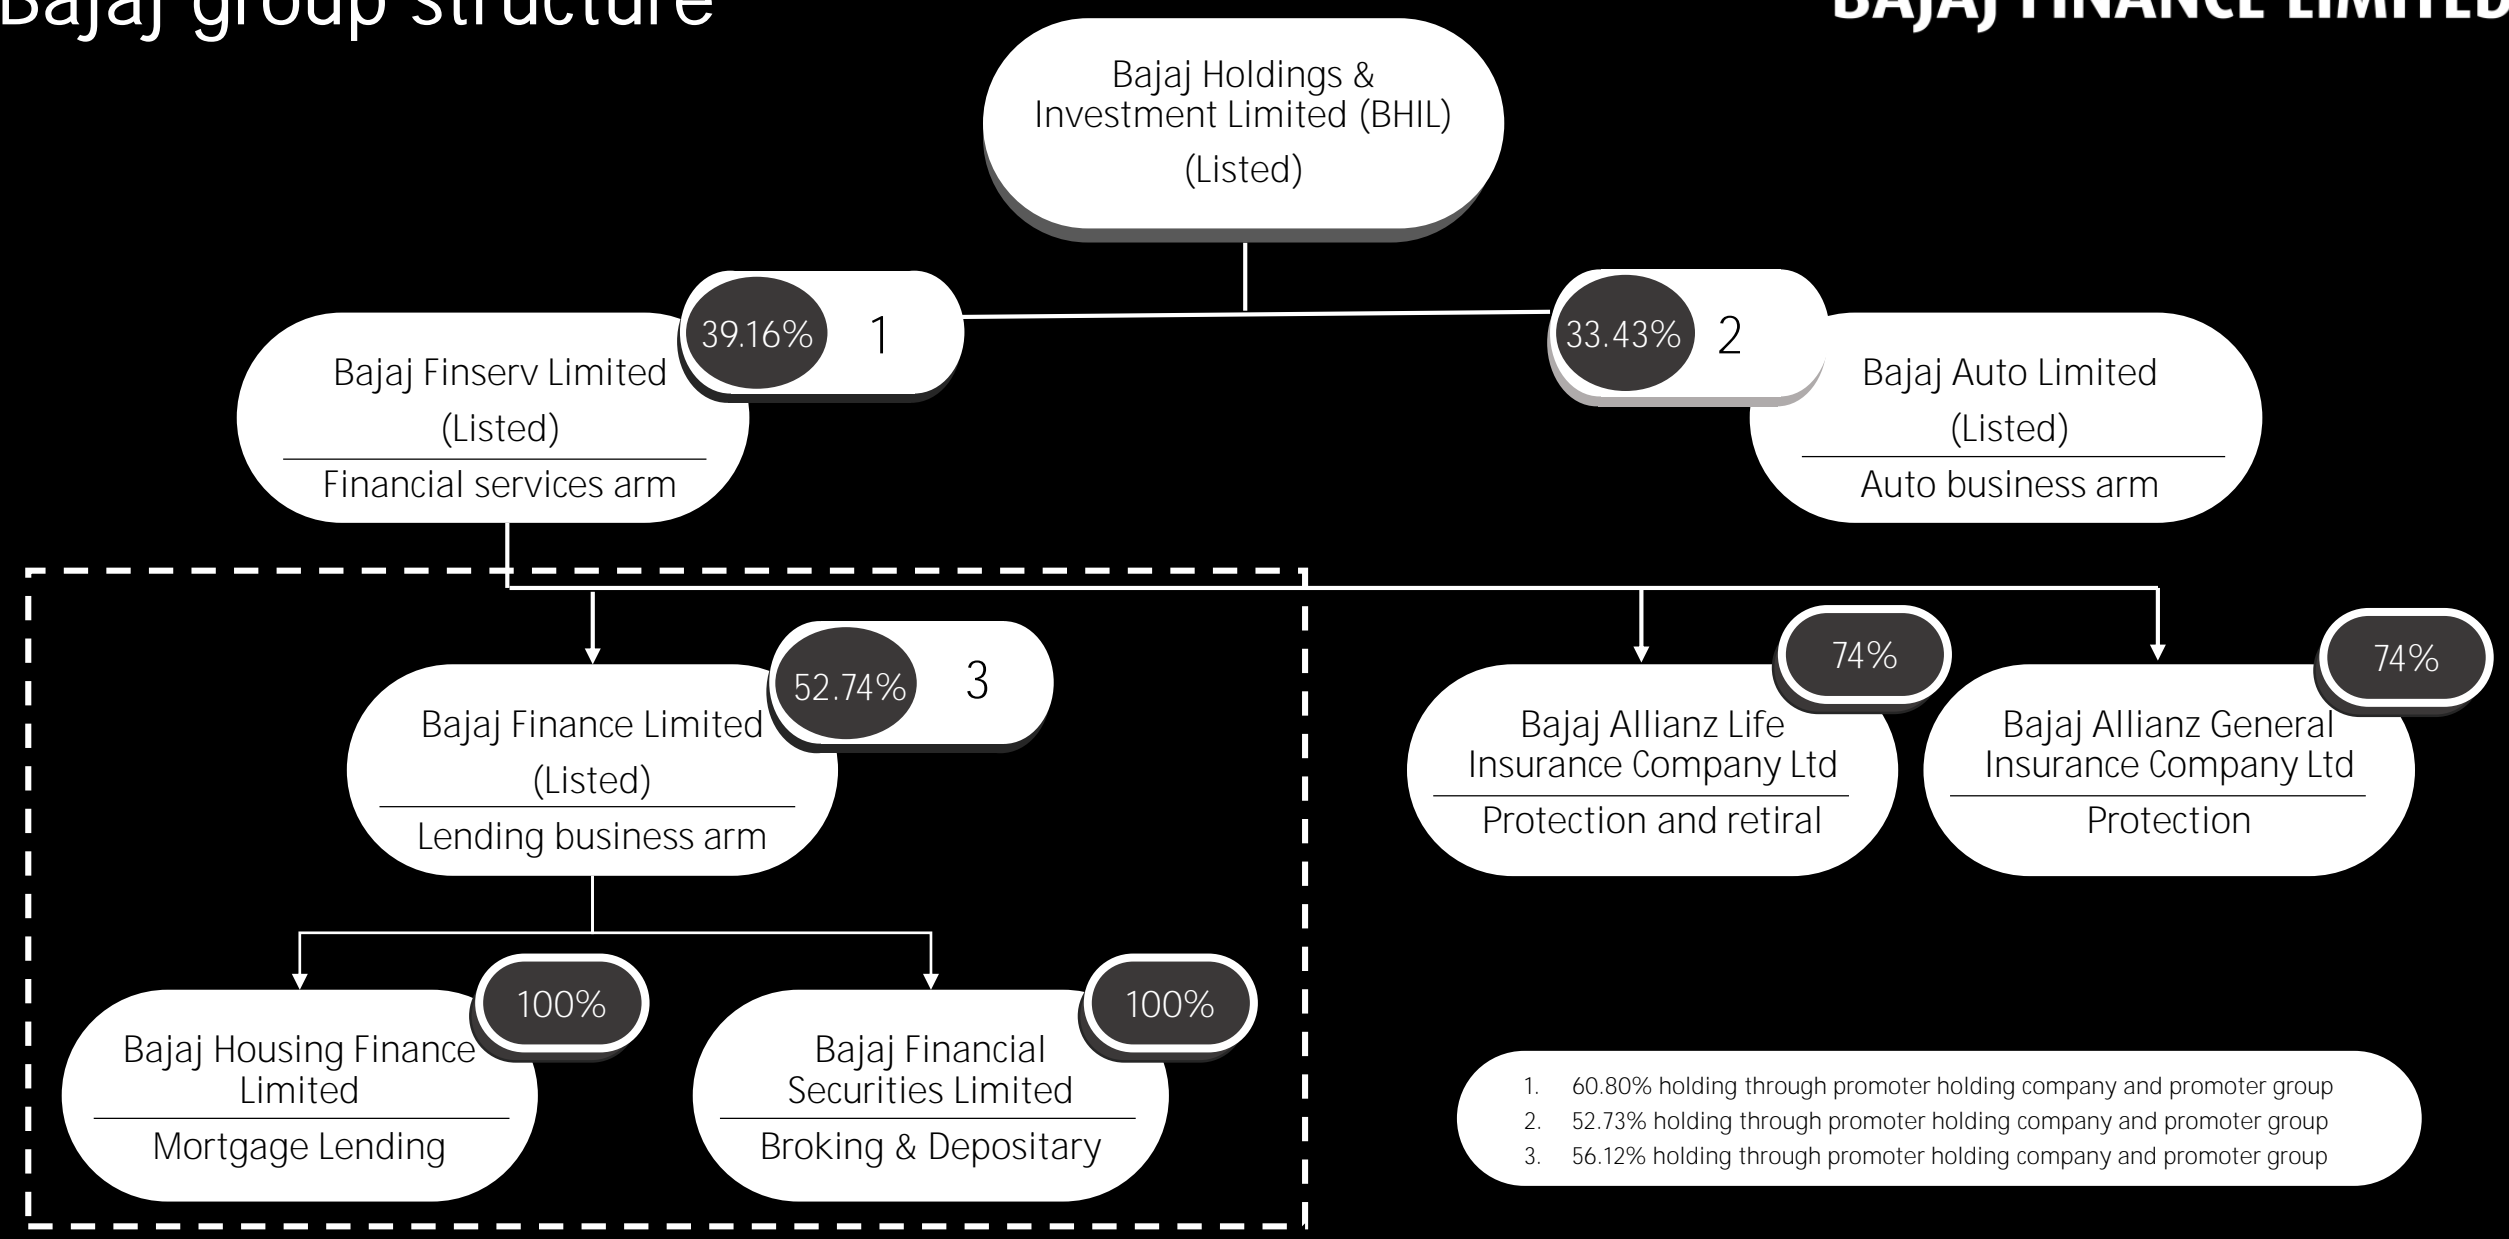 Bajaj group structure
BAJAJ FINANCE LIMITED
Bajaj Holdings &
Investment Limited (BHIL)
(Listed)
39.16% 1
33.43% 2
Bajaj Finserv Limited
(Listed)
Financial services arm
Bajaj Auto Limited
(Listed)
Auto business arm
52.74% 3
74%
74%
Bajaj Finance Limited
(Listed)
Lending business arm
Bajaj Allianz Life
Insurance Company Ltd
Protection and retiral
Bajaj Allianz General
Insurance Company Ltd
Protection
100%
100%
Bajaj Housing Finance
Limited
Mortgage Lending
Bajaj Financial
Securities Limited
Broking & Depositary
1. 60.80% holding through promoter holding company and promoter group
2. 52.73% holding through promoter holding company and promoter group
3. 56.12% holding through promoter holding company and promoter group